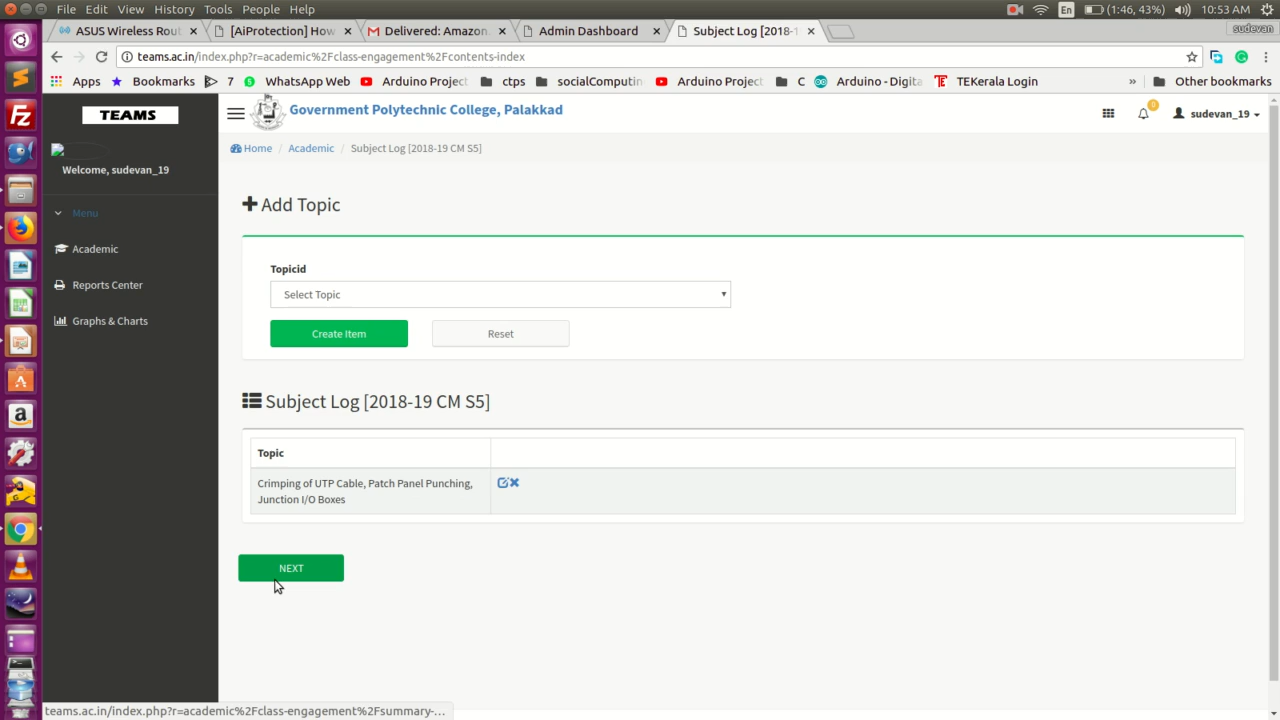 File Edit View History Tools People Help
En (1:46, 43%) 10:53 AM
ASUS Wireless Rou
[AiProtection] How
Delivered: Amazon.
Admin Dashboard
Subject Log [2018-1
sudevan
teams.ac.in/index.php?r=academic%2Fclass-engagement%2Fcontents-index
Apps Bookmarks 7 WhatsApp Web Arduino Project ctps socialComputin Arduino Project C Arduino - Digita TEKerala Login » Other bookmarks
TEAMS
Government Polytechnic College, Palakkad
0
sudevan_19
Home / Academic / Subject Log [2018-19 CM S5]
Welcome, sudevan_19
Menu
Academic
Reports Center
Graphs & Charts
Add Topic
Topicid
Select Topic
Create Item Reset
Subject Log [2018-19 CM S5]
Topic
Crimping of UTP Cable, Patch Panel Punching,
Junction I/O Boxes
NEXT
teams.ac.in/index.php?r=academic%2Fclass-engagement%2Fsummary-...